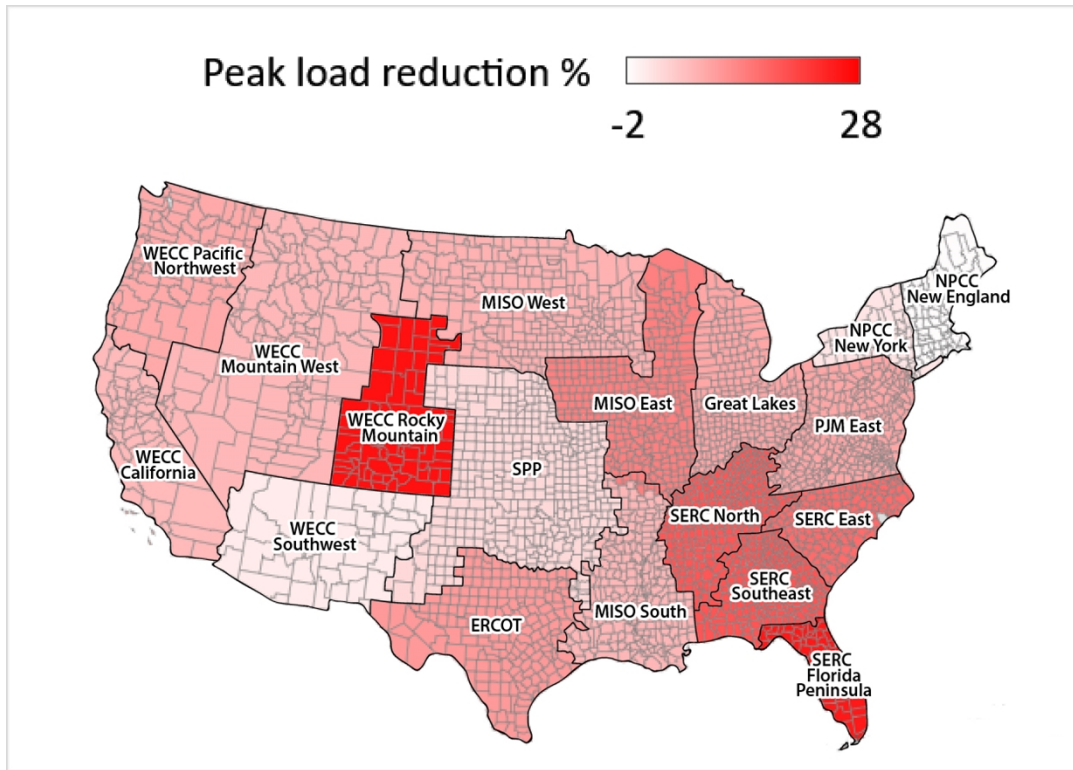 Peak load reduction %
-2
28
WECC Pacific
Northwest
MISO West
NPCC
New England
NPCC
New York
WECC
Mountain West
MISO East
Great Lakes
PJM East
WECC Rocky
Mountain
WECC
California
SPP
SERC North
SERC East
WECC
Southwest
SERC
Southeast
ERCOT
MISO South
SERC
Florida
Peninsula